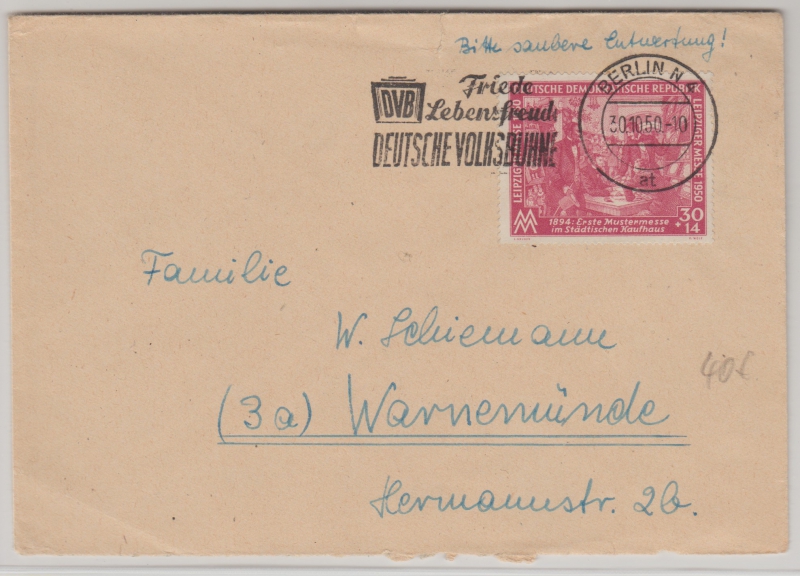 Bitte saubere Entwertung!
DVB
Friede
Lebensfreude
DEUTSCHE VOLKSBÜHNE
BERLIN N 4
30.10.50.-10
at
DEUTSCHE DEMOKRATISCHE REPUBLIK
LEIPZIGER MESSE 1950
LEIPZIGER MESSE 1950
1894: Erste Mustermesse
im Städtischen Kaufhaus
30
+14
Familie
W. Schiemann
(3a) Warnemünde
Hermannstr. 2b.